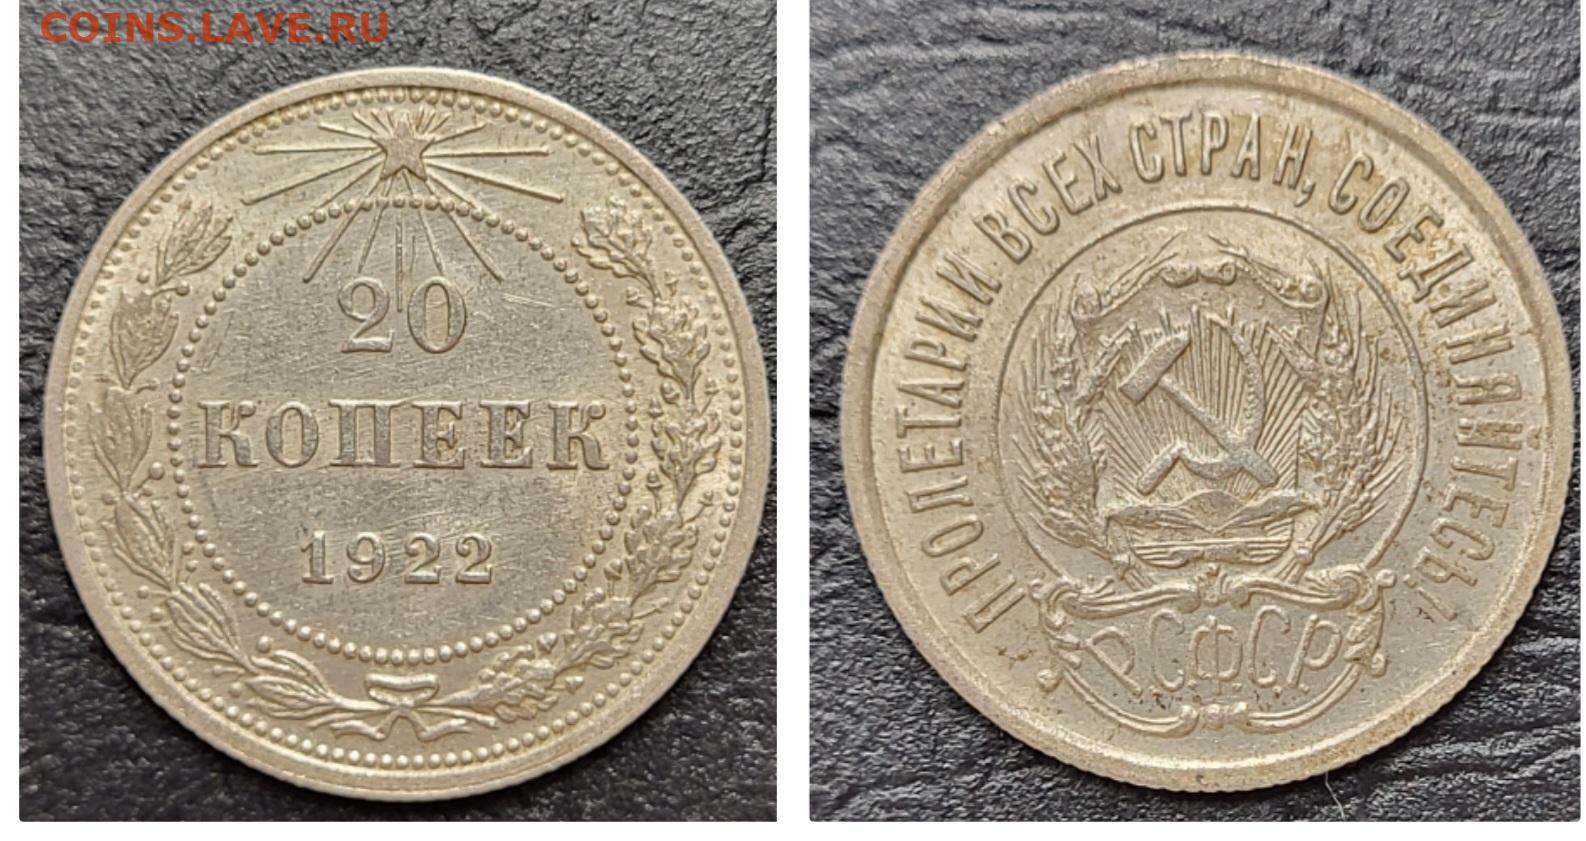 COINS.LAVE.RU
20
КОПЕЕК
1922
ПРОЛЕТАРИИ ВСЕХ СТРАН, СОЕДИНЯЙТЕСЬ!
РСФСР